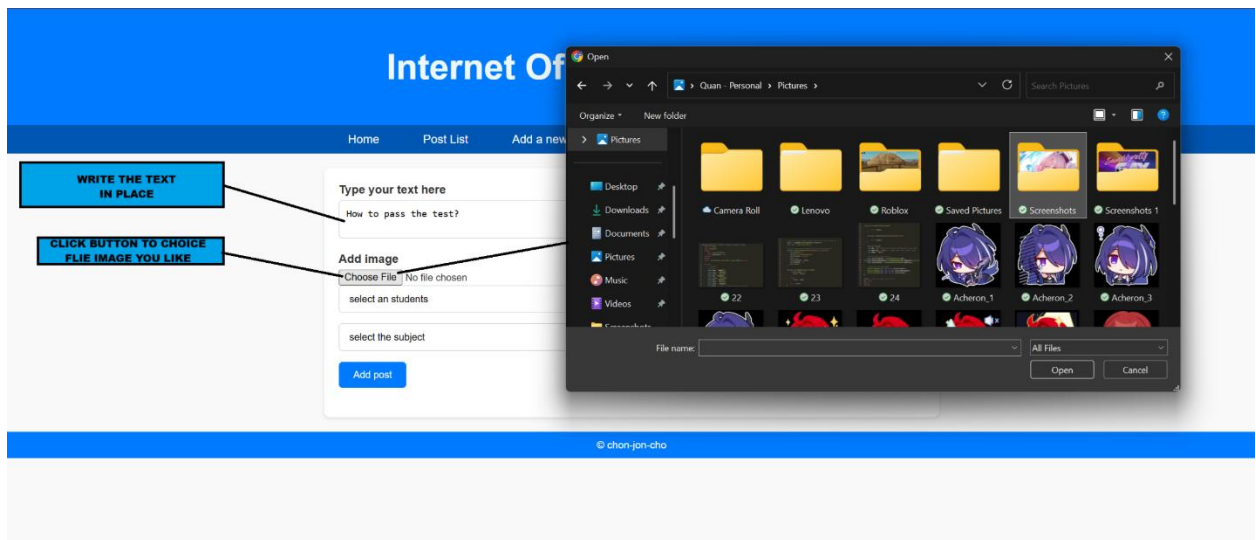 Internet Of
Open
Quan - Personal › Pictures ›
Search Pictures
Organize
New folder
Home
Post List
Add a new
Pictures
Desktop
Downloads
Documents
Pictures
Music
Videos
Camera Roll
Lenovo
Roblox
Saved Pictures
Screenshots
Screenshots 1
22
23
24
Acheron_1
Acheron_2
Acheron_3
File name:
All Files
Open
Cancel
WRITE THE TEXT
IN PLACE
Type your text here
How to pass the test?
CLICK BUTTON TO CHOICE
FLIE IMAGE YOU LIKE
Add image
Choose File No file chosen
select an students
select the subject
Add post
© chon-jon-cho